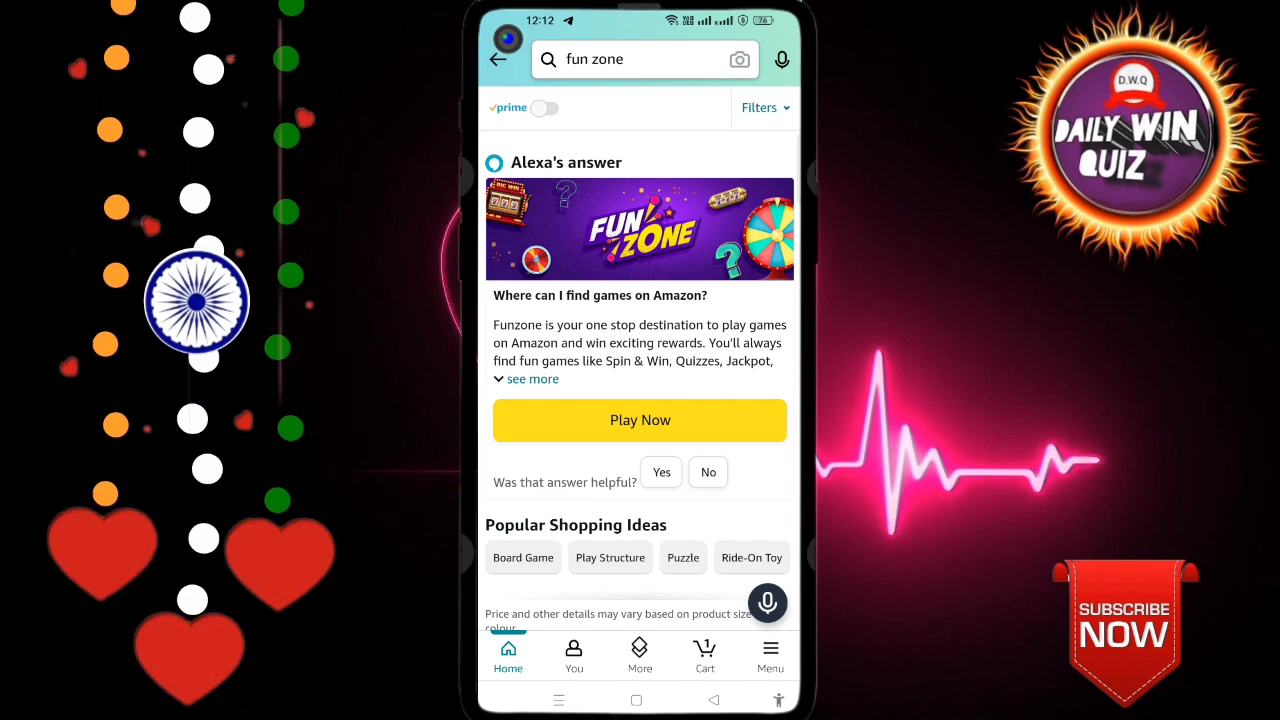 12:12
76
fun zone
prime
Filters
Alexa's answer
BIG WIN
FUN
ZONE
Where can I find games on Amazon?
Funzone is your one stop destination to play games
on Amazon and win exciting rewards. You'll always
find fun games like Spin & Win, Quizzes, Jackpot,
see more
Play Now
Was that answer helpful?
Yes
No
Popular Shopping Ideas
Board Game
Play Structure
Puzzle
Ride-On Toy
Price and other details may vary based on product size
colour
1
Home
You
More
Cart
Menu
D.W.Q
DAILY WIN
QUIZ
SUBSCRIBE
NOW